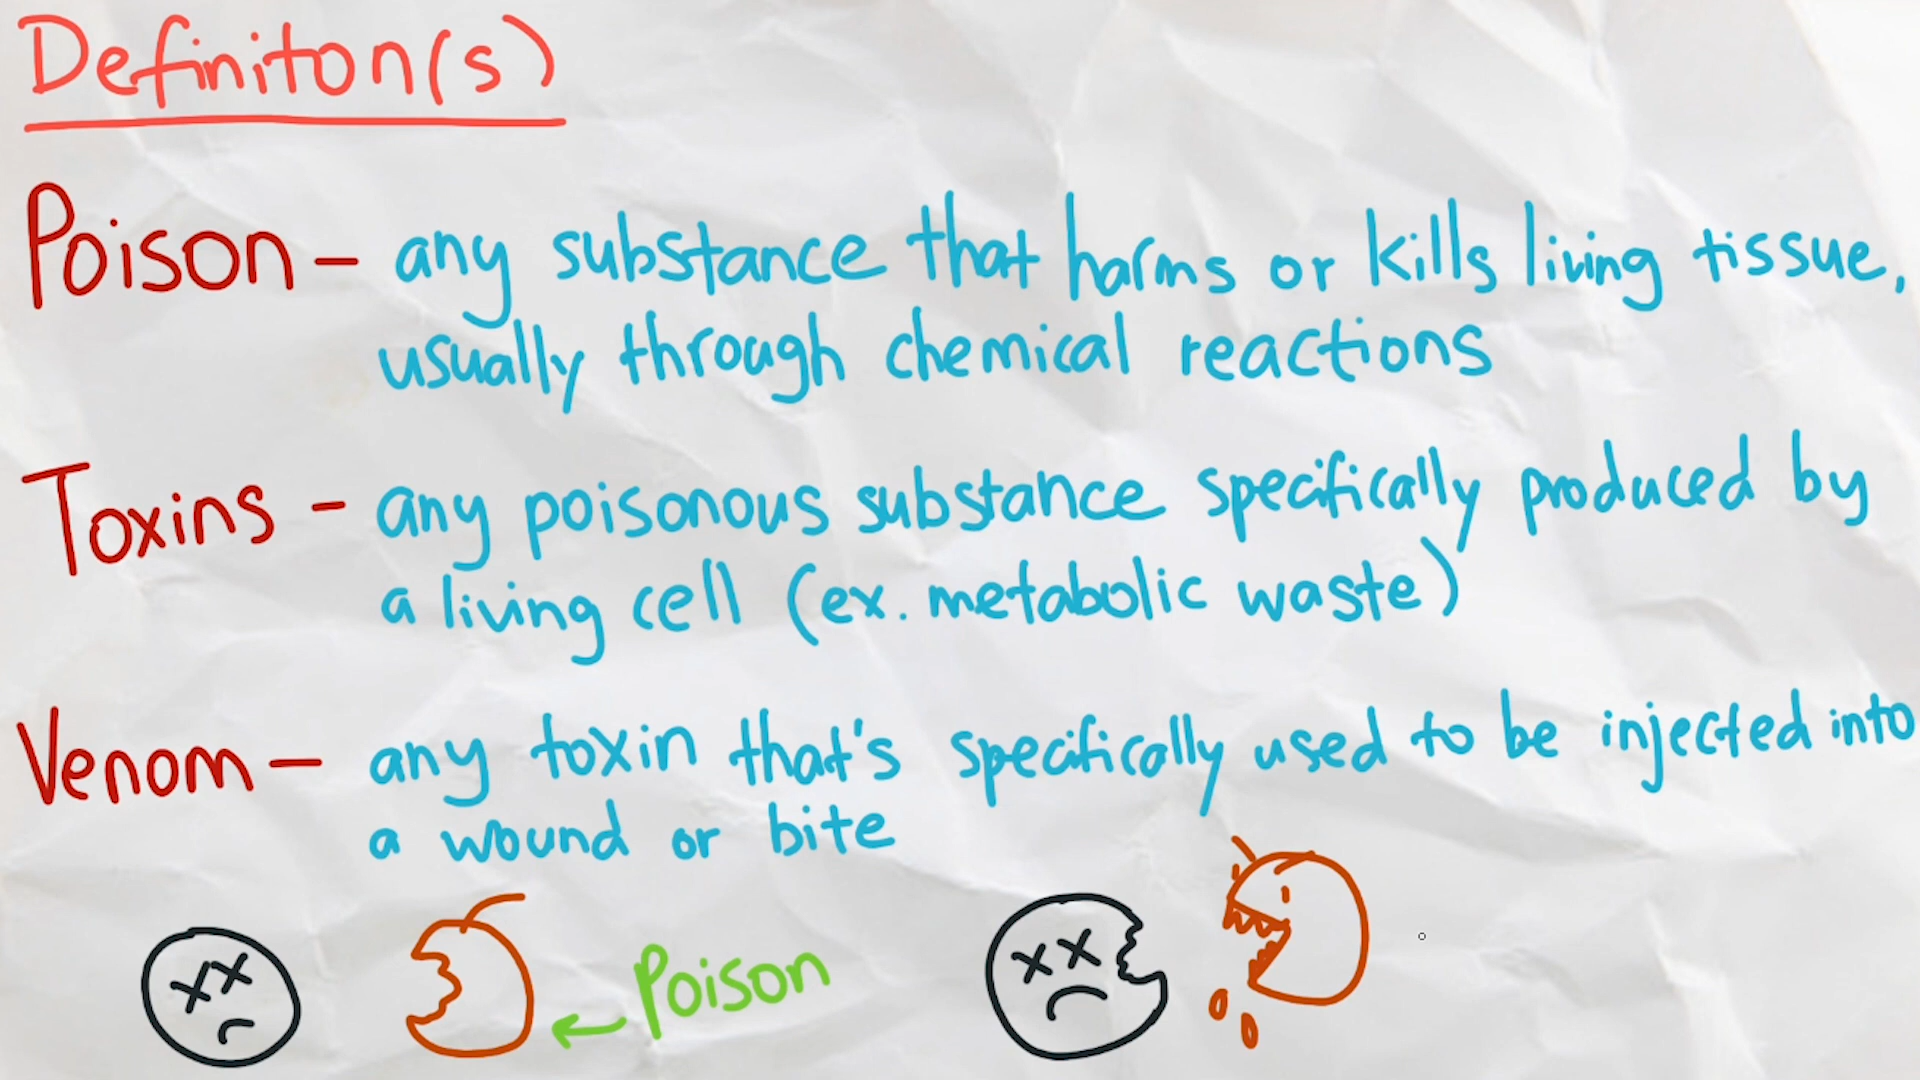 Definiton(s)
Poison - any substance that harms or kills living tissue,
usually through chemical reactions
Toxins - any poisonous substance specifically produced by
a living cell (ex. metabolic waste)
Venom - any toxin that's specifically used to be injected into
a wound or bite
Poison